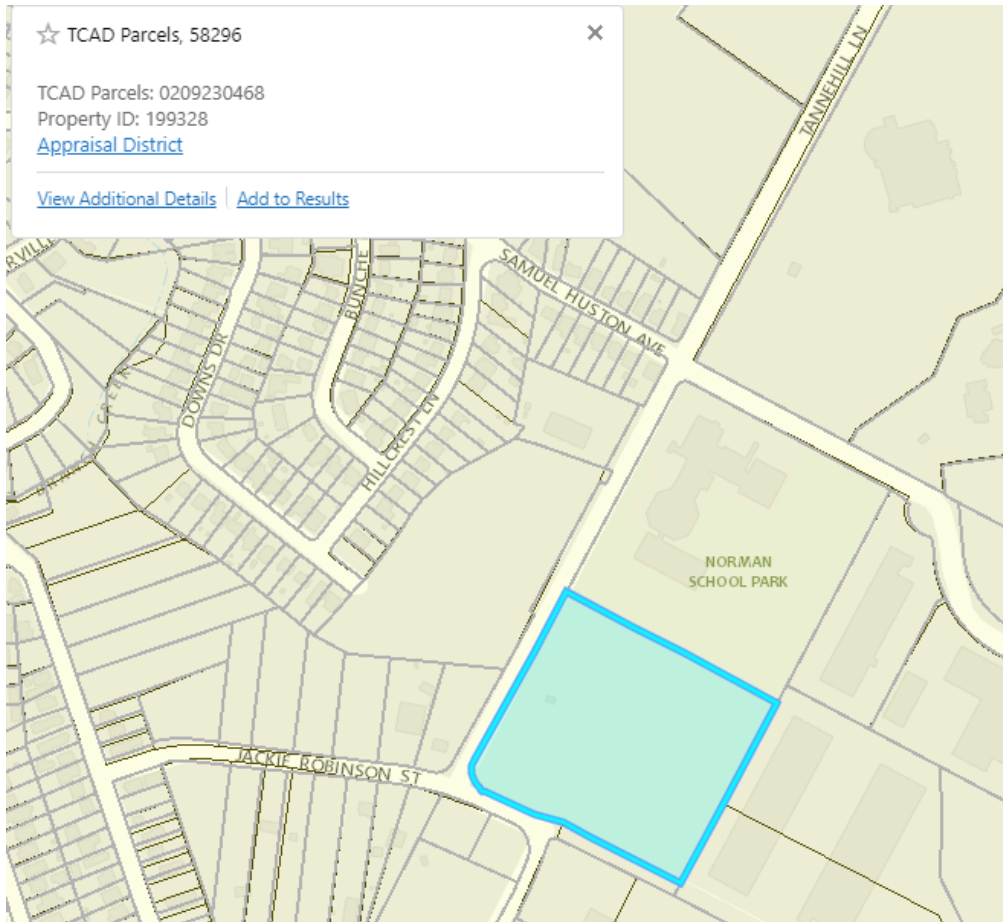 TCAD Parcels, 58296
TCAD Parcels: 0209230468
Property ID: 199328
Appraisal District
View Additional Details
Add to Results
TANNEHILL LN
SAMUEL HUSTON AVE
BUNCHE
DOWNS DR
HILLCREST LN
NORMAN
SCHOOL PARK
JACKIE ROBINSON ST